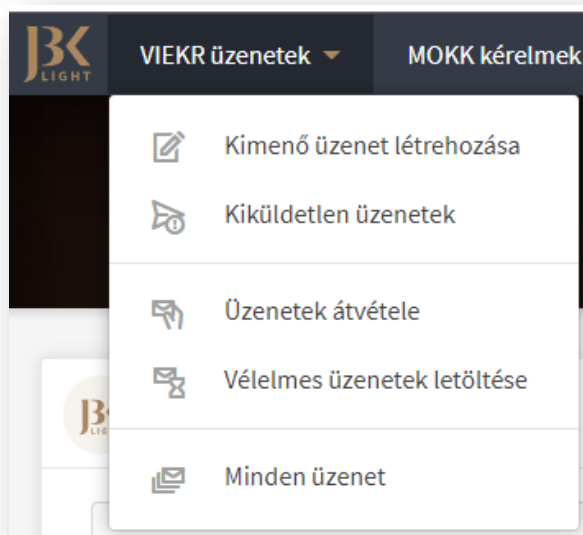 JBK
LIGHT
VIEKR üzenetek
MOKK kérelmek
Kimenő üzenet létrehozása
Kiküldetlen üzenetek
Üzenetek átvétele
Vélelmes üzenetek letöltése
Minden üzenet